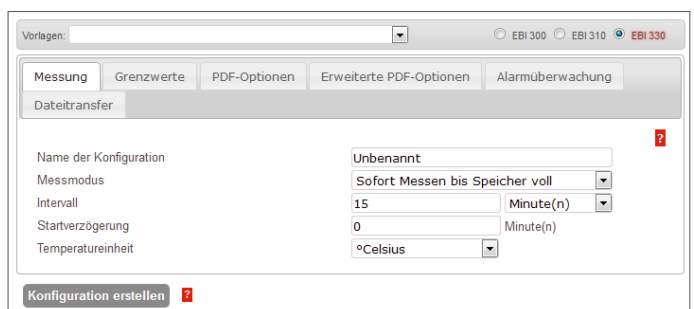 Vorlagen: EBI 300 EBI 310 EBI 330
Messung Grenzwerte PDF-Optionen Erweiterte PDF-Optionen Alarmüberwachung
Dateitransfer
?
Name der Konfiguration Unbenannt
Messmodus Sofort Messen bis Speicher voll
Intervall 15 Minute(n)
Startverzögerung 0 Minute(n)
Temperatureinheit °Celsius
Konfiguration erstellen ?